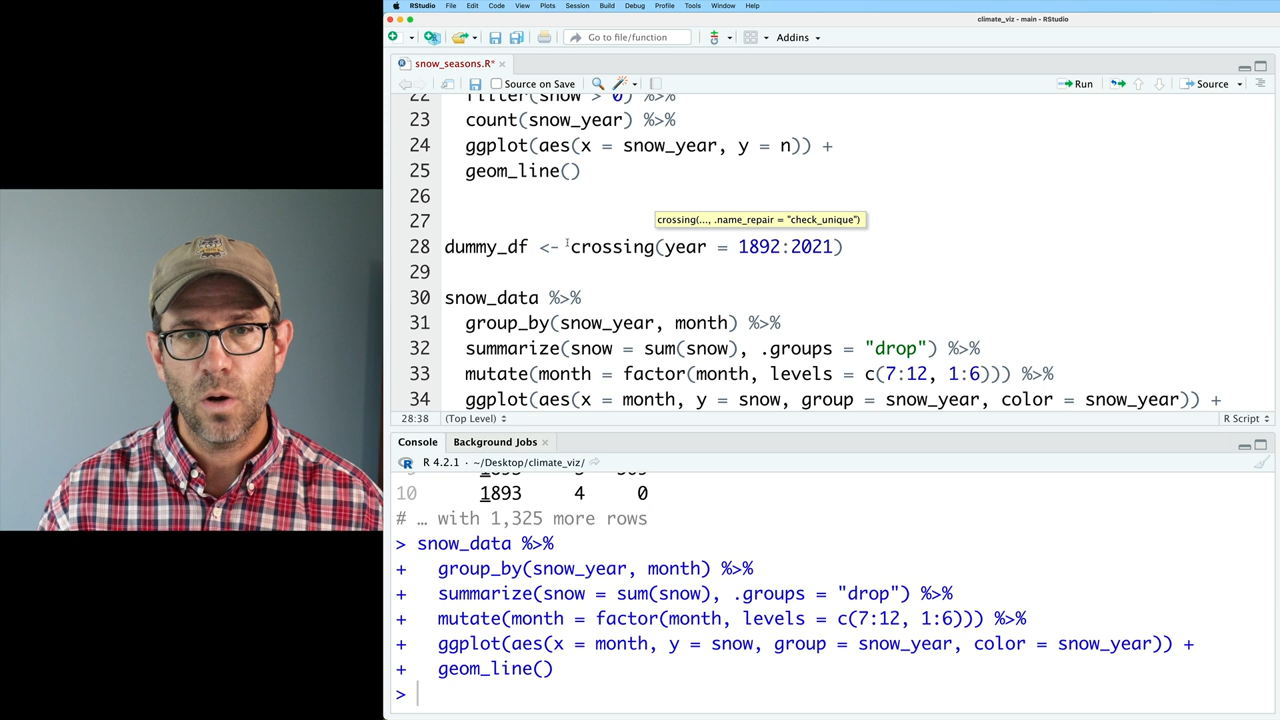 RStudio File Edit Code View Plots Session Build Debug Profile Tools Window Help
climate_viz - main - RStudio
Go to file/function Addins
snow_seasons.R*
Source on Save Run Source
22 filter(snow > 0) %>%
23 count(snow_year) %>%
24 ggplot(aes(x = snow_year, y = n)) +
25 geom_line()
26
27
crossing(..., .name_repair = "check_unique")
28 dummy_df <- crossing(year = 1892:2021)
29
30 snow_data %>%
31 group_by(snow_year, month) %>%
32 summarize(snow = sum(snow), .groups = "drop") %>%
33 mutate(month = factor(month, levels = c(7:12, 1:6))) %>%
34 ggplot(aes(x = month, y = snow, group = snow_year, color = snow_year)) +
28:38 (Top Level) R Script
Console Background Jobs
R 4.2.1 · ~/Desktop/climate_viz/
10 1893 4 0
# … with 1,325 more rows
> snow_data %>%
+ group_by(snow_year, month) %>%
+ summarize(snow = sum(snow), .groups = "drop") %>%
+ mutate(month = factor(month, levels = c(7:12, 1:6))) %>%
+ ggplot(aes(x = month, y = snow, group = snow_year, color = snow_year)) +
+ geom_line()
>